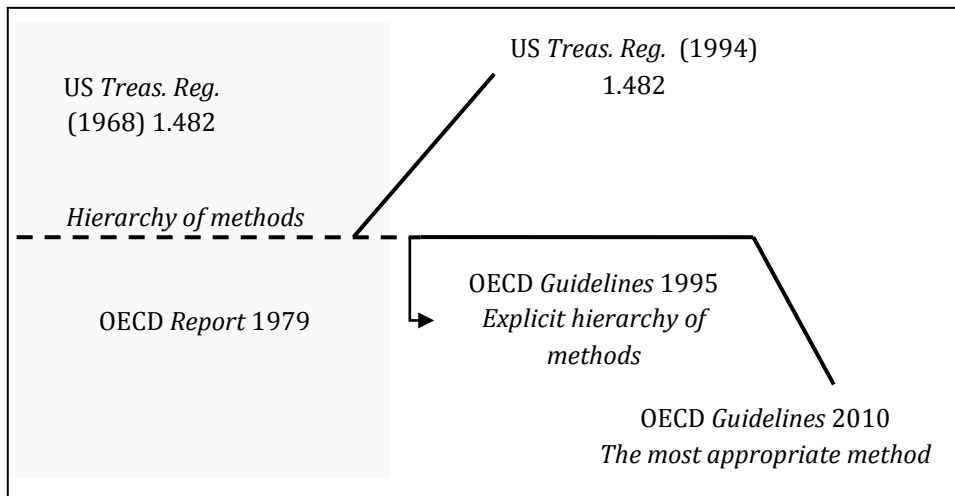 US Treas. Reg. (1994)
1.482
US Treas. Reg.
(1968) 1.482
Hierarchy of methods
OECD Report 1979
OECD Guidelines 1995
Explicit hierarchy of
methods
OECD Guidelines 2010
The most appropriate method